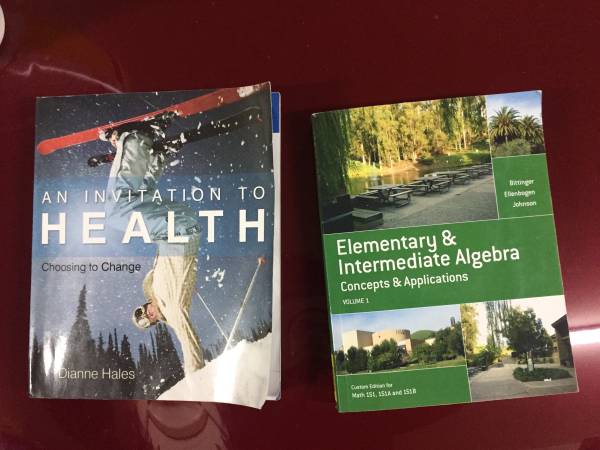 AN INVITATION TO
HEALTH
Choosing to Change
Dianne Hales
Bittinger
Ellenbogen
Johnson
Elementary &
Intermediate Algebra
Concepts & Applications
VOLUME 1
Custom Edition for
Math 151, 151A and 151B